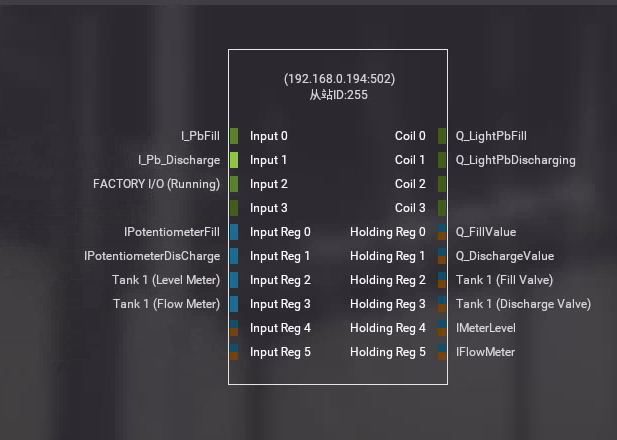 (192.168.0.194:502)
从站ID:255
I_PbFill Input 0 Coil 0 Q_LightPbFill
I_Pb_Discharge Input 1 Coil 1 Q_LightPbDischarging
FACTORY I/O (Running) Input 2 Coil 2
Input 3 Coil 3
IPotentiometerFill Input Reg 0 Holding Reg 0 Q_FillValue
IPotentiometerDisCharge Input Reg 1 Holding Reg 1 Q_DischargeValue
Tank 1 (Level Meter) Input Reg 2 Holding Reg 2 Tank 1 (Fill Valve)
Tank 1 (Flow Meter) Input Reg 3 Holding Reg 3 Tank 1 (Discharge Valve)
Input Reg 4 Holding Reg 4 IMeterLevel
Input Reg 5 Holding Reg 5 IFlowMeter